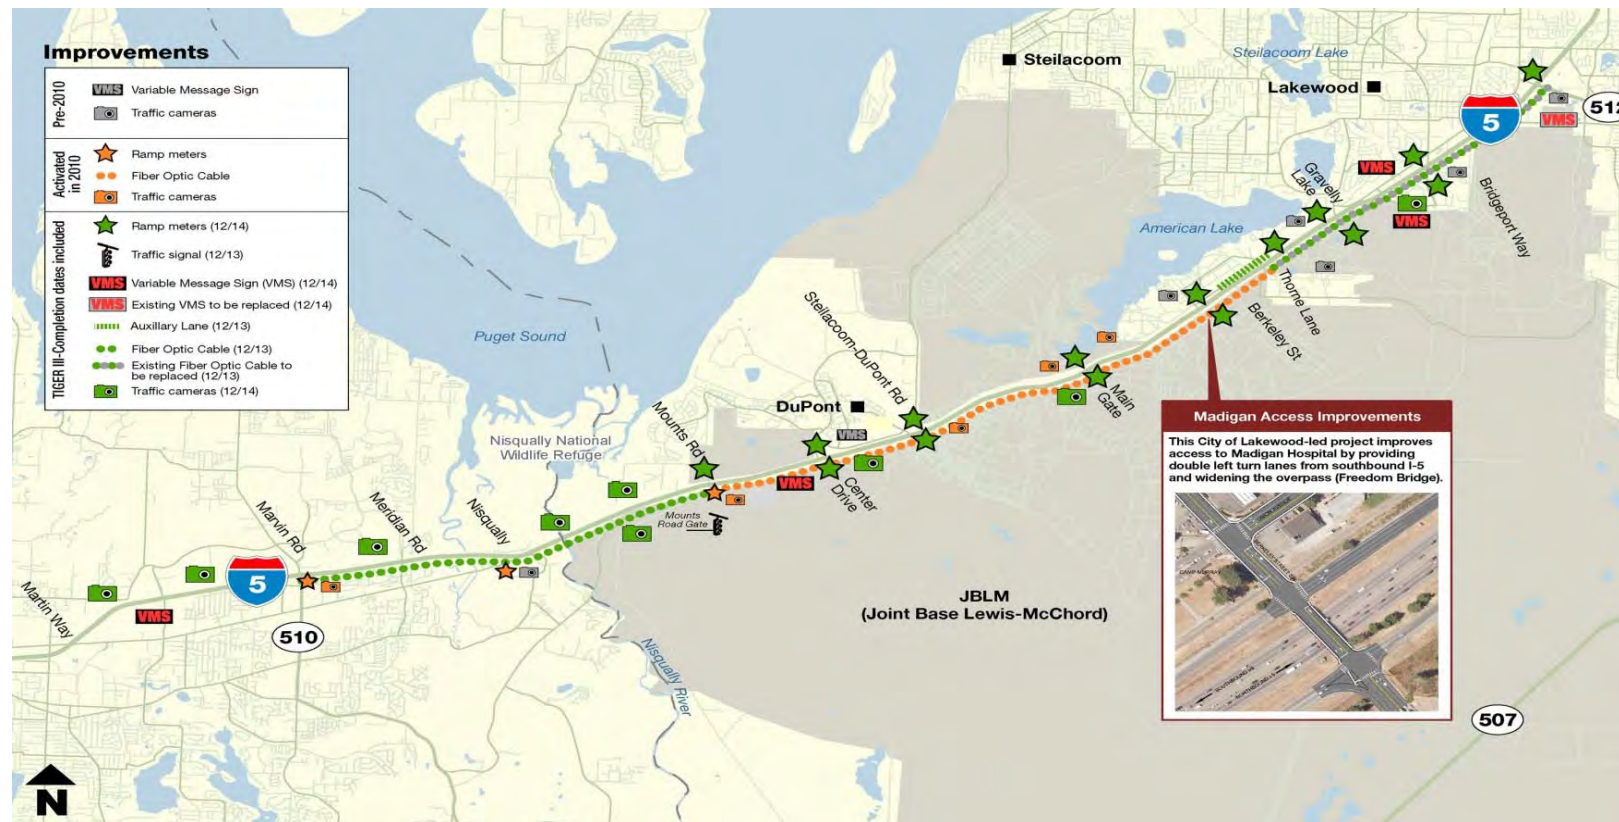 Improvements
Pre-2010
VMS Variable Message Sign
Traffic cameras
Activated
in 2010
Ramp meters
Fiber Optic Cable
Traffic cameras
TIGER III-Completion dates included
Ramp meters (12/14)
Traffic signal (12/13)
VMS Variable Message Sign (VMS) (12/14)
VMS Existing VMS to be replaced (12/14)
Auxillary Lane (12/13)
Fiber Optic Cable (12/13)
Existing Fiber Optic Cable to
be replaced (12/13)
Traffic cameras (12/14)
Steilacoom
Steilacoom Lake
Lakewood
512
5
VMS
VMS
VMS
Gravelly
Lake
Bridgeport Way
American Lake
Thorne Lane
Berkeley St
Puget Sound
Steilacoom-DuPont Rd
Main
Gate
DuPont
VMS
Mounts Rd
Nisqually National
Wildlife Refuge
VMS
Center
Drive
Mounts
Road Gate
Nisqually
Meridian Rd
Marvin Rd
5
Martin Way
VMS
510
Nisqually River
JBLM
(Joint Base Lewis-McChord)
Madigan Access Improvements
This City of Lakewood-led project improves
access to Madigan Hospital by providing
double left turn lanes from southbound I-5
and widening the overpass (Freedom Bridge).
CAMP MURRAY
SOUTHBOUND I-5
NORTHBOUND I-5
507
N